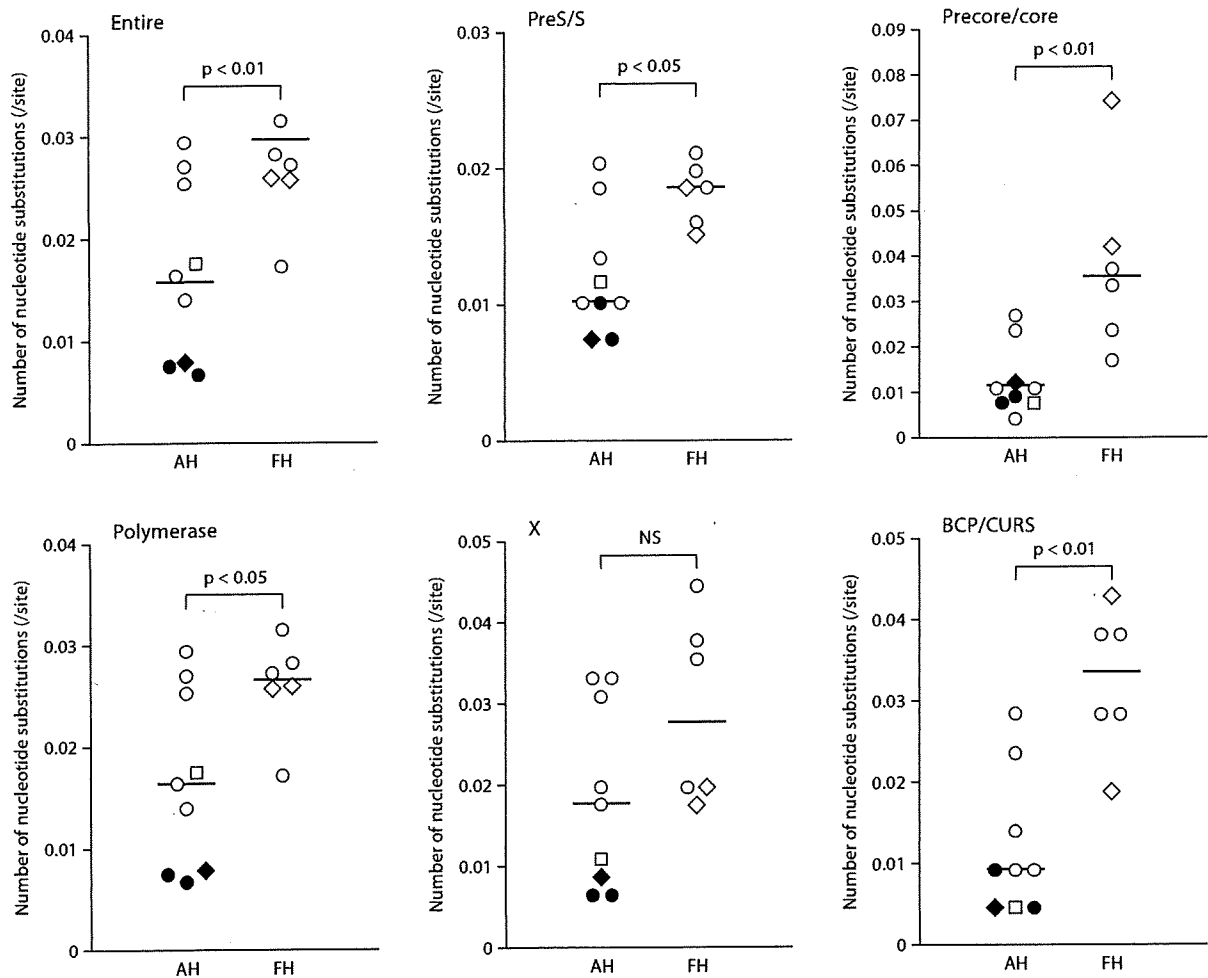 Entire
Number of nucleotide substitutions (/site)
0.04
0.03
0.02
0.01
0
p < 0.01
AH FH
PreS/S
Number of nucleotide substitutions (/site)
0.03
0.02
0.01
0
p < 0.05
AH FH
Precore/core
Number of nucleotide substitutions (/site)
0.09
0.08
0.07
0.06
0.05
0.04
0.03
0.02
0.01
0
p < 0.01
AH FH
Polymerase
Number of nucleotide substitutions (/site)
0.04
0.03
0.02
0.01
0
p < 0.05
AH FH
X
Number of nucleotide substitutions (/site)
0.05
0.04
0.03
0.02
0.01
0
NS
AH FH
BCP/CURS
Number of nucleotide substitutions (/site)
0.05
0.04
0.03
0.02
0.01
0
p < 0.01
AH FH